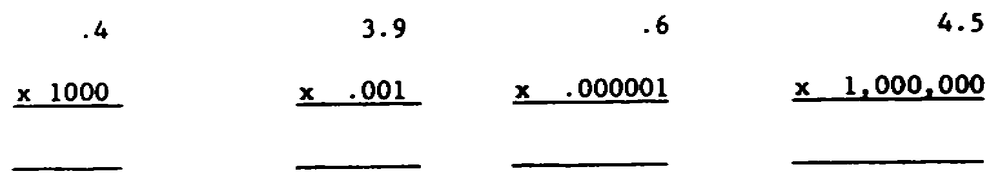 .4 3.9 .6 4.5
x 1000 x .001 x .000001 x 1,000,000